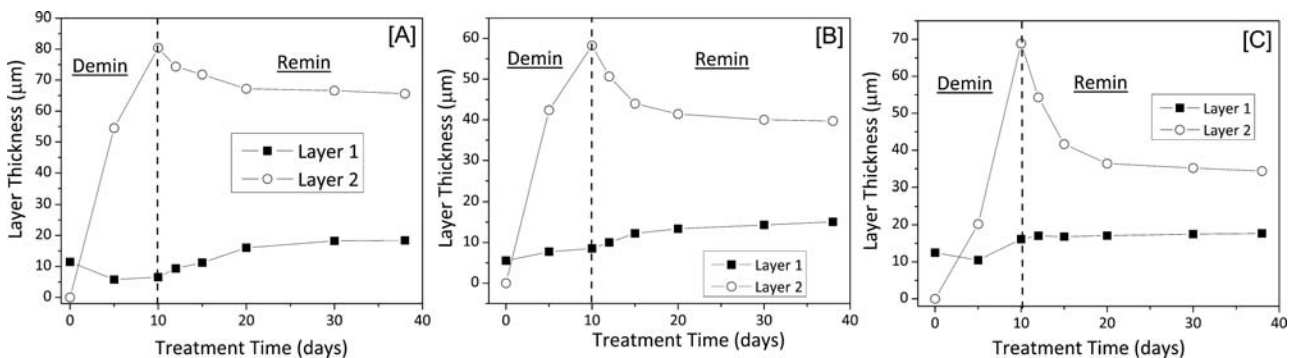 [A]
Layer Thickness (μm)
90
80
70
60
50
40
30
20
10
0
Demin
Remin
Layer 1
Layer 2
0 10 20 30 40
Treatment Time (days)
[B]
Layer Thickness (μm)
60
50
40
30
20
10
0
Demin
Remin
Layer 1
Layer 2
0 10 20 30 40
Treatment Time (days)
[C]
Layer Thickness (μm)
70
60
50
40
30
20
10
0
Demin
Remin
Layer 1
Layer 2
0 10 20 30 40
Treatment Time (days)